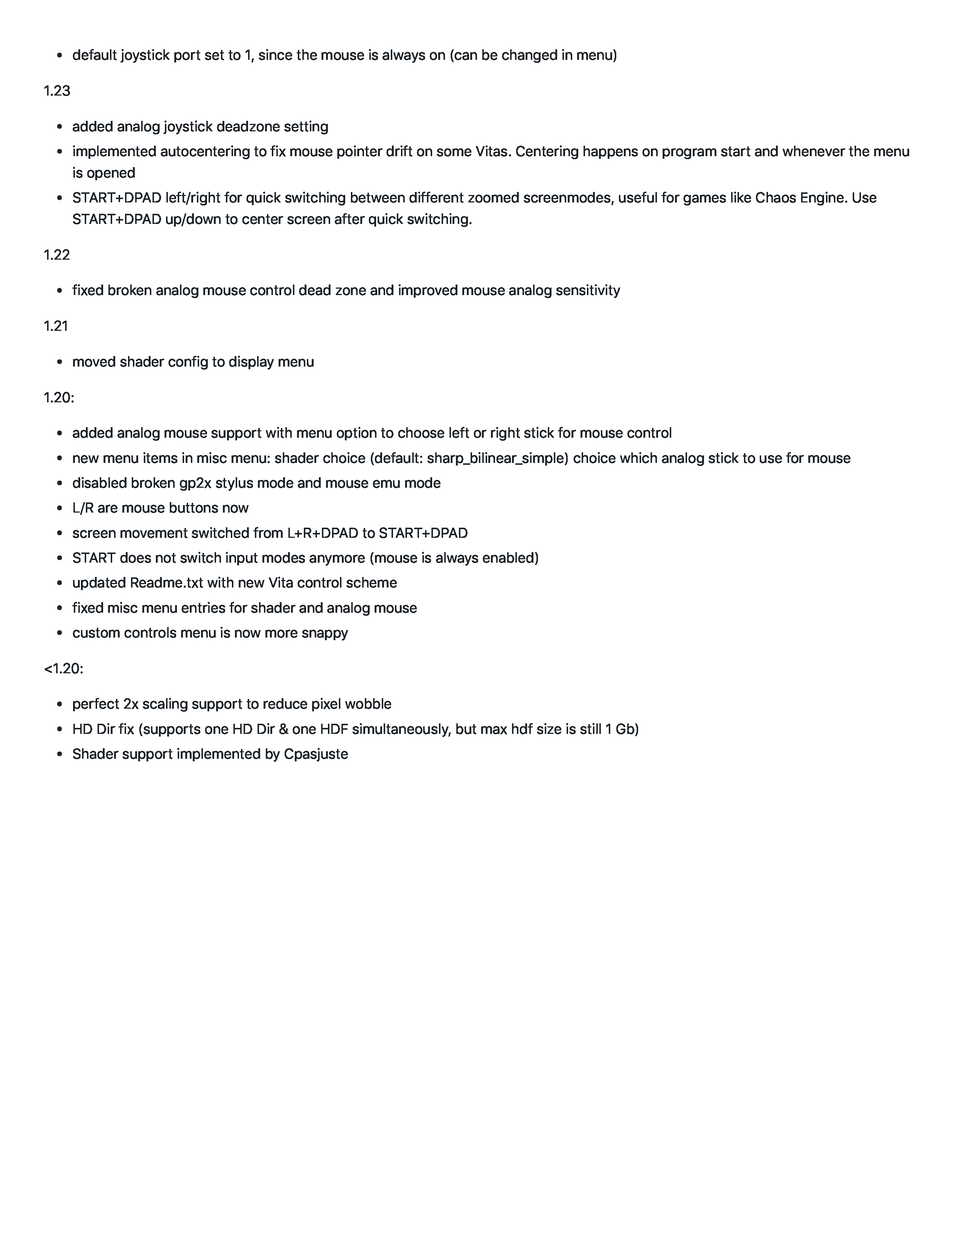 • default joystick port set to 1, since the mouse is always on (can be changed in menu)
1.23
• added analog joystick deadzone setting
• implemented autocentering to fix mouse pointer drift on some Vitas. Centering happens on program start and whenever the menu
is opened
• START+DPAD left/right for quick switching between different zoomed screenmodes, useful for games like Chaos Engine. Use
START+DPAD up/down to center screen after quick switching.
1.22
• fixed broken analog mouse control dead zone and improved mouse analog sensitivity
1.21
• moved shader config to display menu
1.20:
• added analog mouse support with menu option to choose left or right stick for mouse control
• new menu items in misc menu: shader choice (default: sharp_bilinear_simple) choice which analog stick to use for mouse
• disabled broken gp2x stylus mode and mouse emu mode
• L/R are mouse buttons now
• screen movement switched from L+R+DPAD to START+DPAD
• START does not switch input modes anymore (mouse is always enabled)
• updated Readme.txt with new Vita control scheme
• fixed misc menu entries for shader and analog mouse
• custom controls menu is now more snappy
<1.20:
• perfect 2x scaling support to reduce pixel wobble
• HD Dir fix (supports one HD Dir & one HDF simultaneously, but max hdf size is still 1 Gb)
• Shader support implemented by Cpasjuste